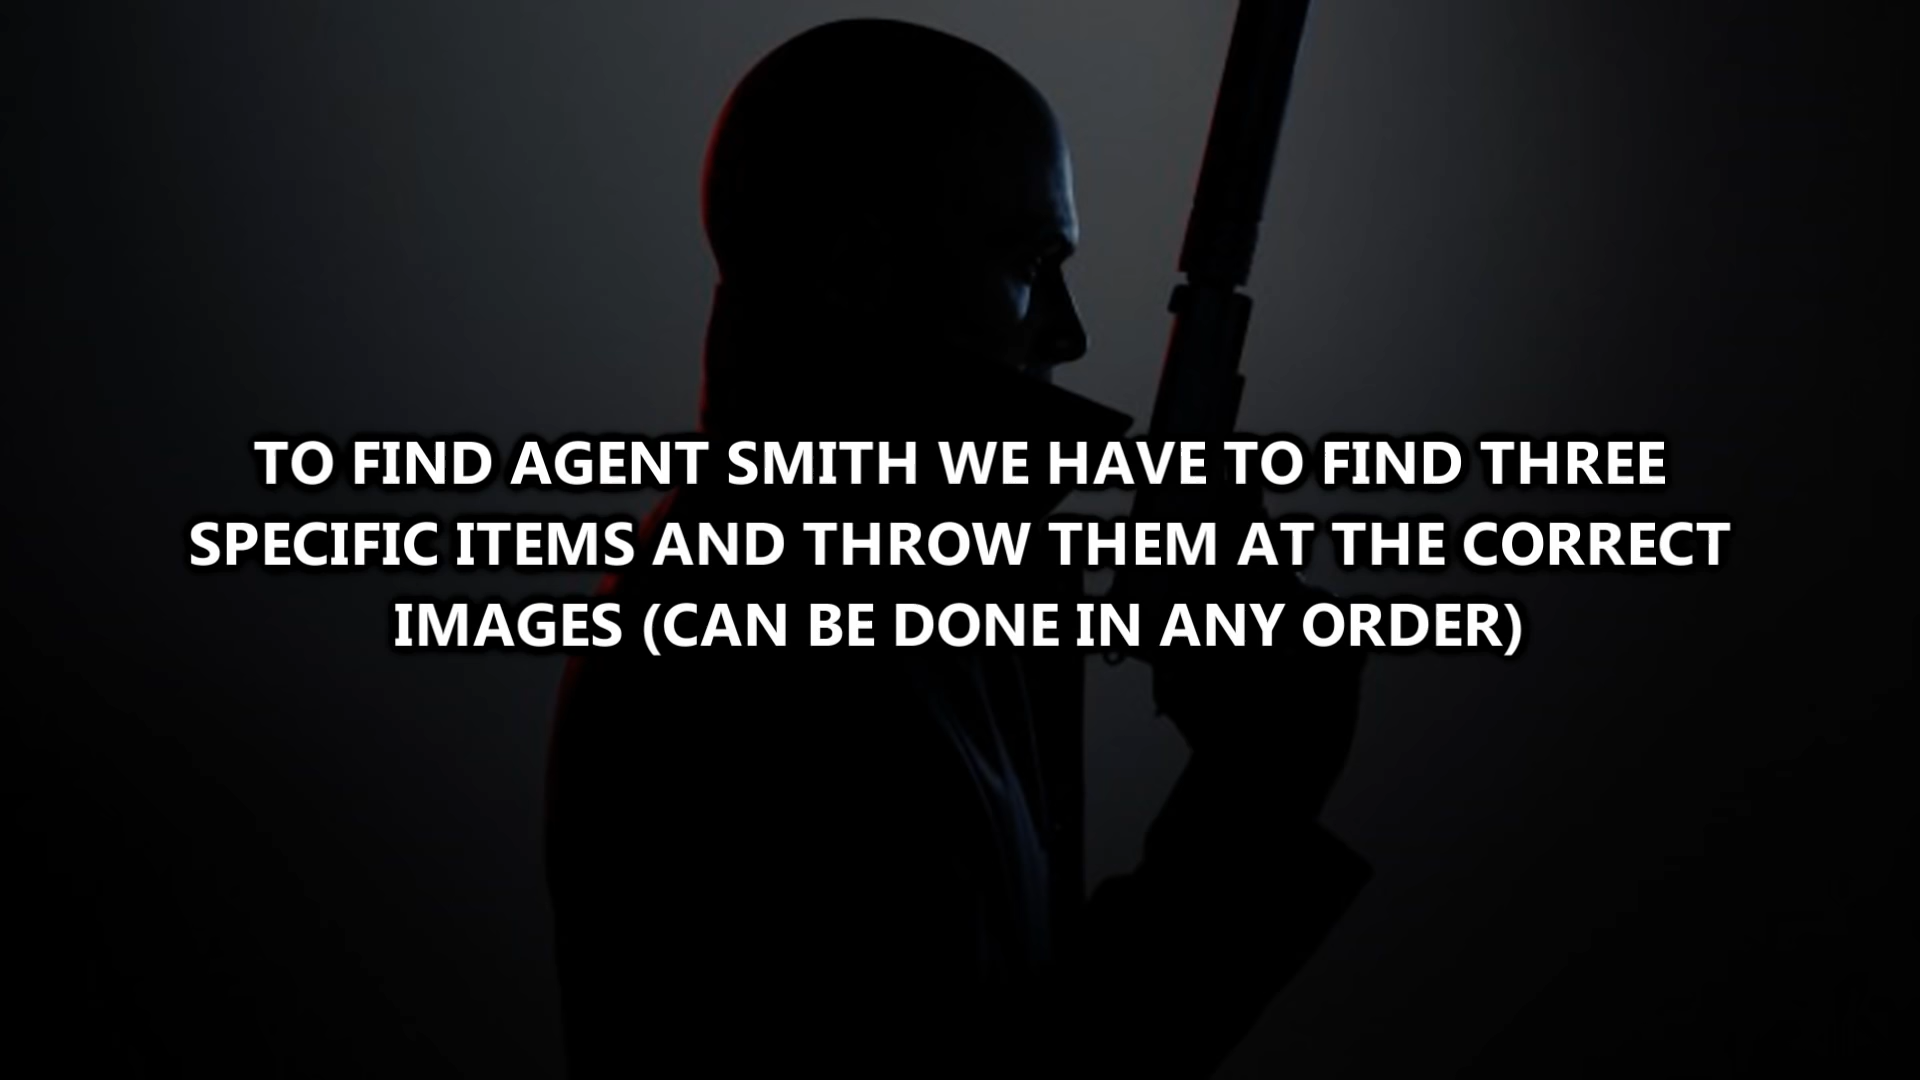 TO FIND AGENT SMITH WE HAVE TO FIND THREE
SPECIFIC ITEMS AND THROW THEM AT THE CORRECT
IMAGES (CAN BE DONE IN ANY ORDER)